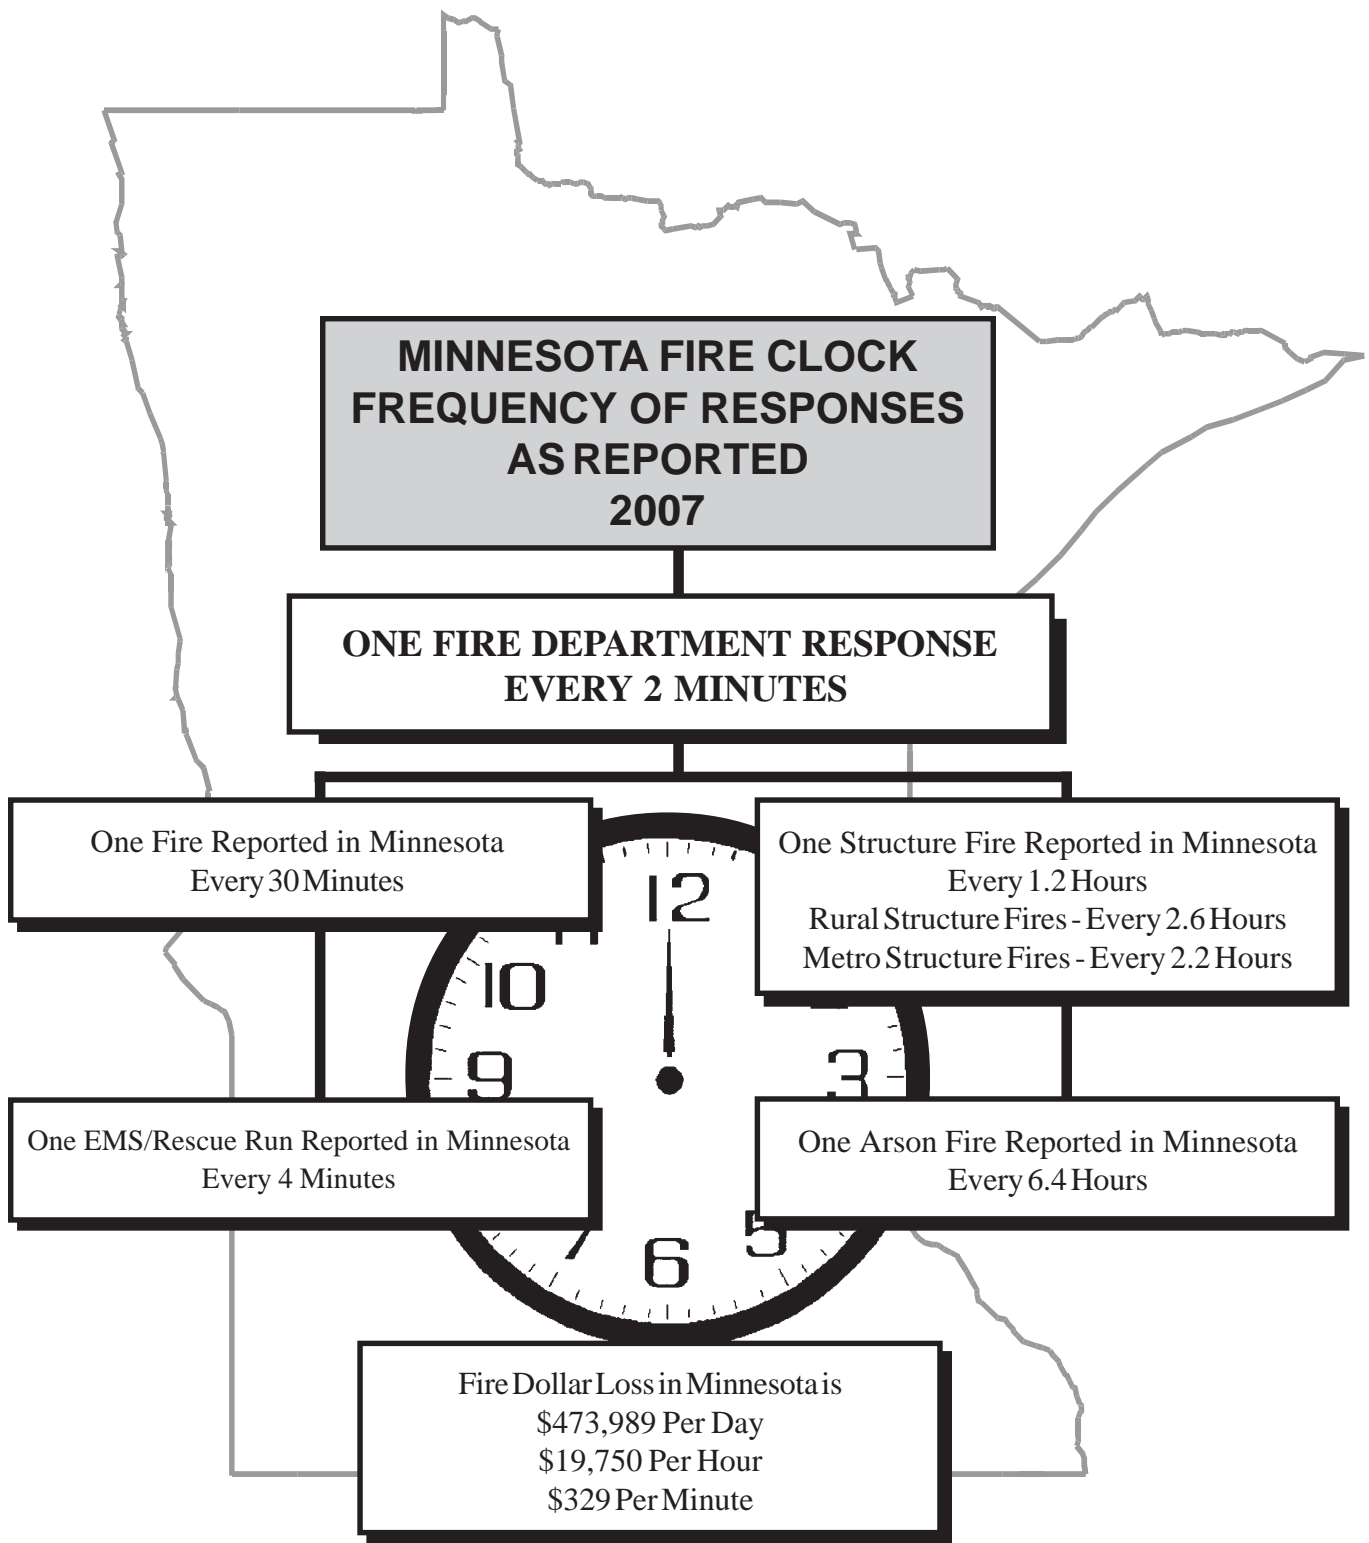 MINNESOTA FIRE CLOCK
FREQUENCY OF RESPONSES
AS REPORTED
2007
ONE FIRE DEPARTMENT RESPONSE
EVERY 2 MINUTES
One Fire Reported in Minnesota
Every 30 Minutes
One Structure Fire Reported in Minnesota
Every 1.2 Hours
Rural Structure Fires - Every 2.6 Hours
Metro Structure Fires - Every 2.2 Hours
12
10
9
3
One EMS/Rescue Run Reported in Minnesota
Every 4 Minutes
One Arson Fire Reported in Minnesota
Every 6.4 Hours
7
6
5
Fire Dollar Loss in Minnesota is
$473,989 Per Day
$19,750 Per Hour
$329 Per Minute